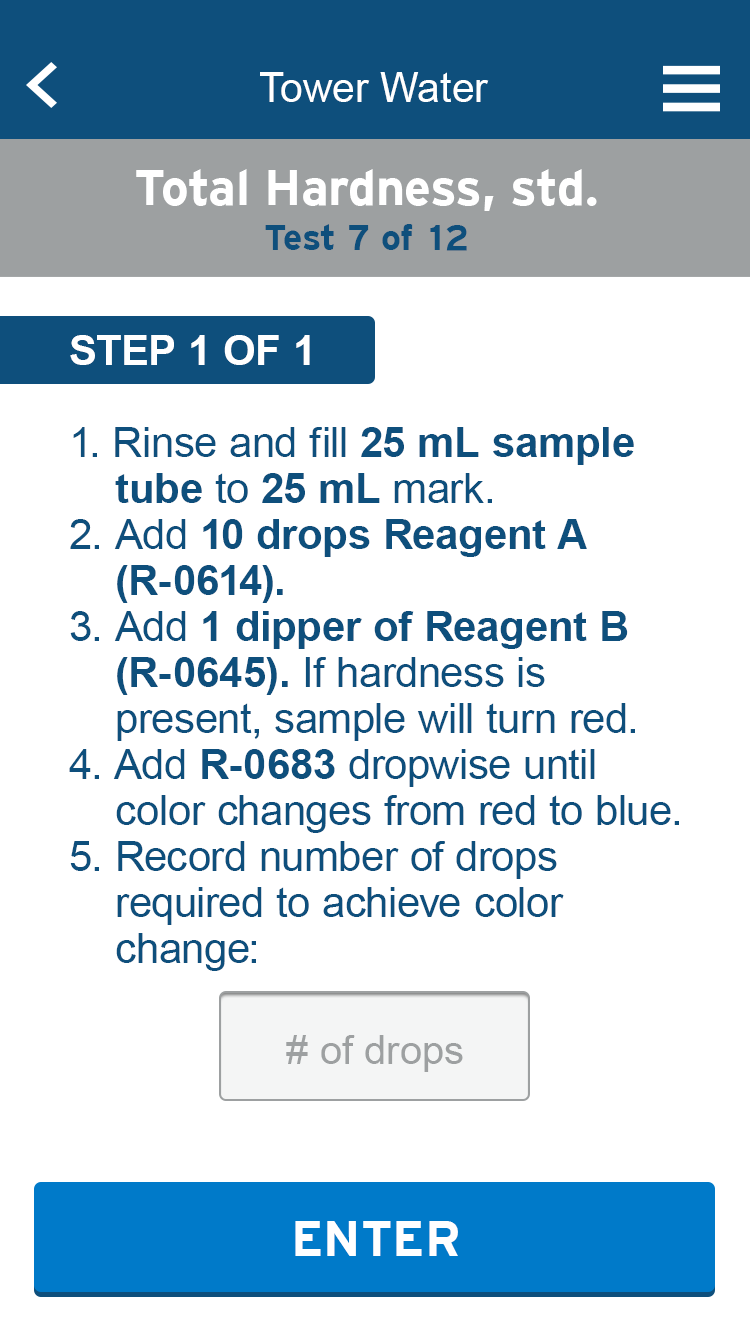 Tower Water
Total Hardness, std.
Test 7 of 12
STEP 1 OF 1
1. Rinse and fill 25 mL sample
tube to 25 mL mark.
2. Add 10 drops Reagent A
(R-0614).
3. Add 1 dipper of Reagent B
(R-0645). If hardness is
present, sample will turn red.
4. Add R-0683 dropwise until
color changes from red to blue.
5. Record number of drops
required to achieve color
change:
# of drops
ENTER